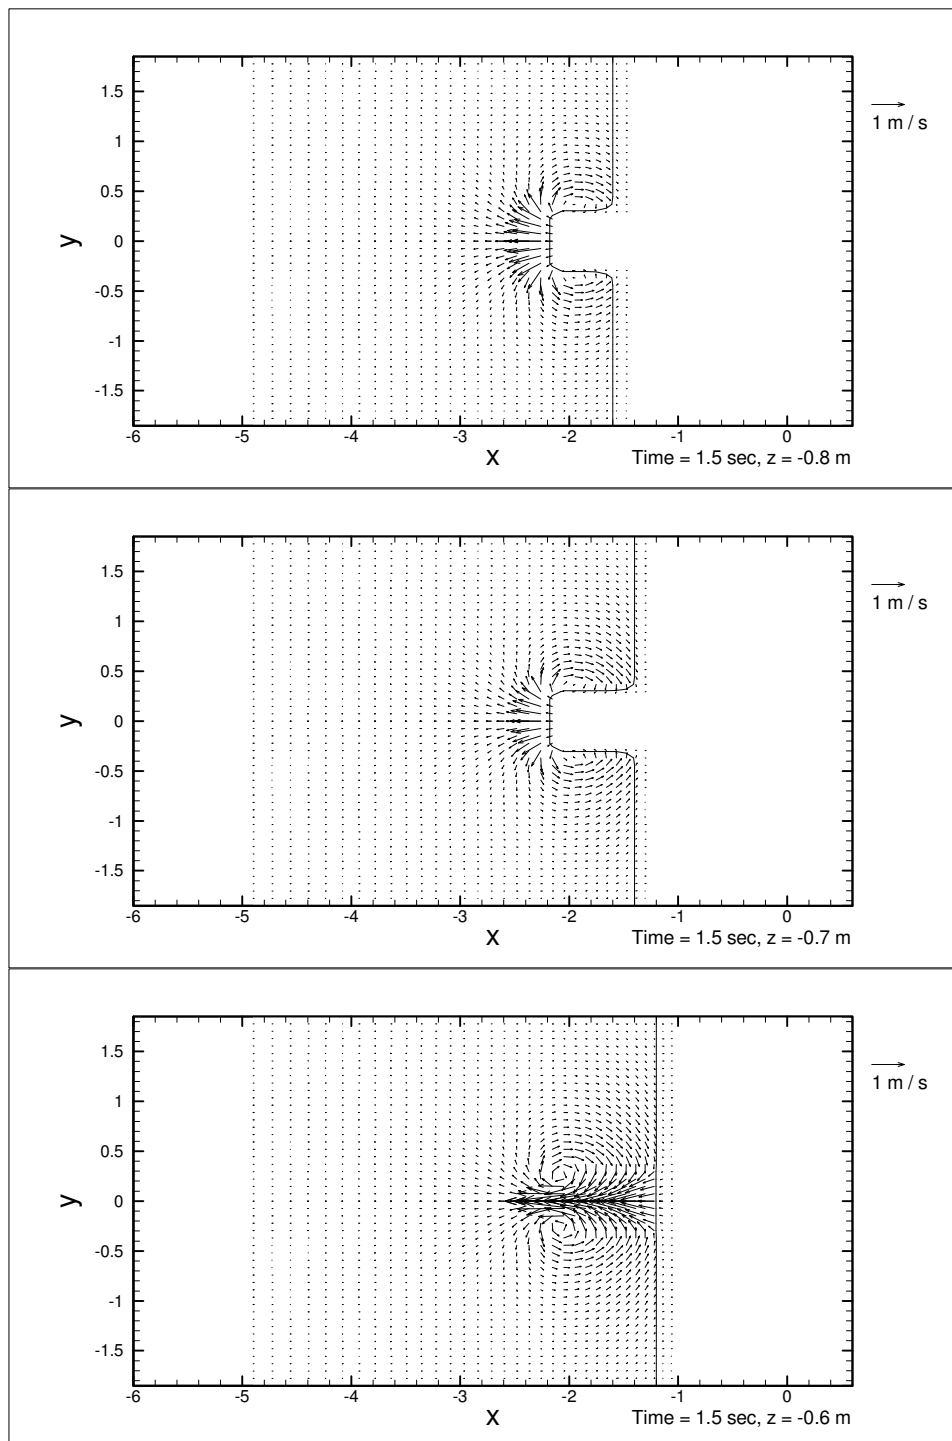 1.5
1
0.5
0
-0.5
-1
-1.5
y
1 m / s
-6 -5 -4 -3 -2 -1 0
x
Time = 1.5 sec, z = -0.8 m
1.5
1
0.5
0
-0.5
-1
-1.5
y
1 m / s
-6 -5 -4 -3 -2 -1 0
x
Time = 1.5 sec, z = -0.7 m
1.5
1
0.5
0
-0.5
-1
-1.5
y
1 m / s
-6 -5 -4 -3 -2 -1 0
x
Time = 1.5 sec, z = -0.6 m